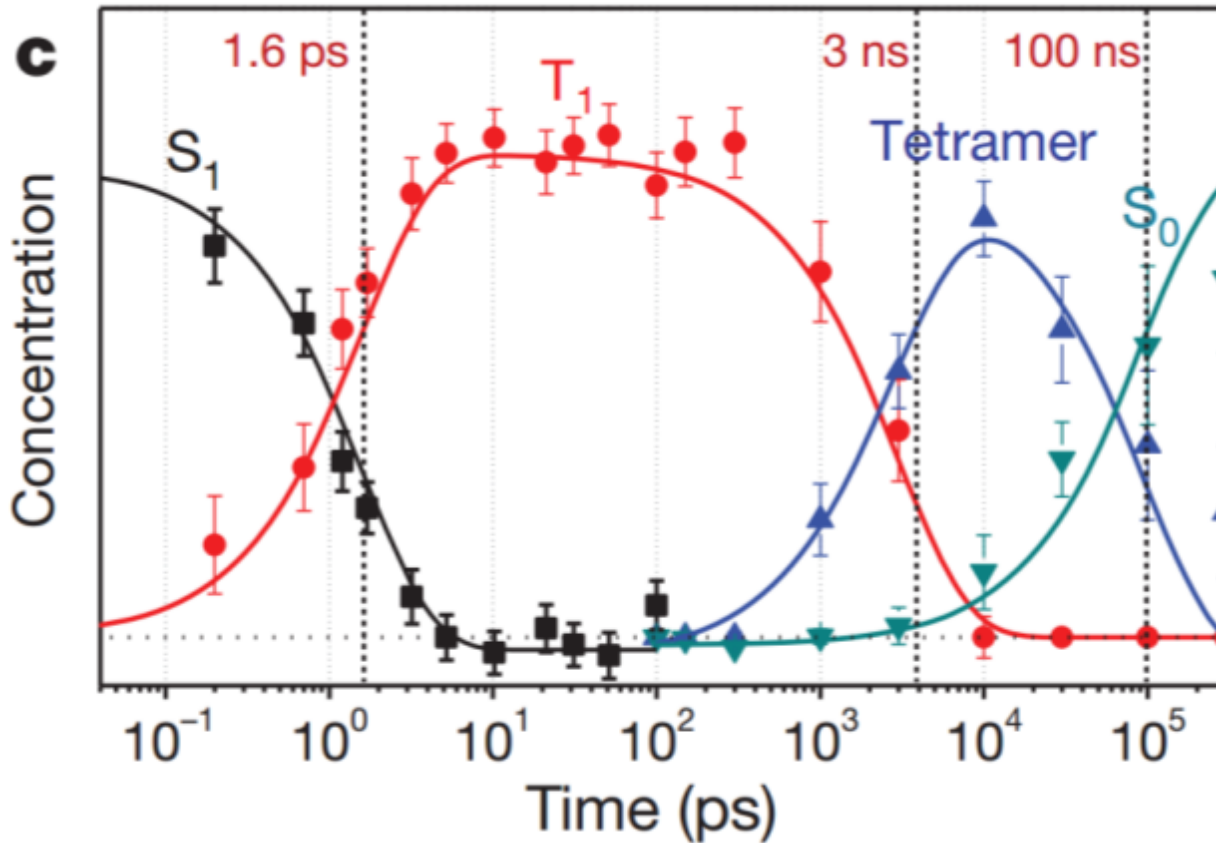 c
1.6 ps
3 ns
100 ns
T₁
S₁
Tetramer
S₀
Concentration
10⁻¹ 10⁰ 10¹ 10² 10³ 10⁴ 10⁵
Time (ps)